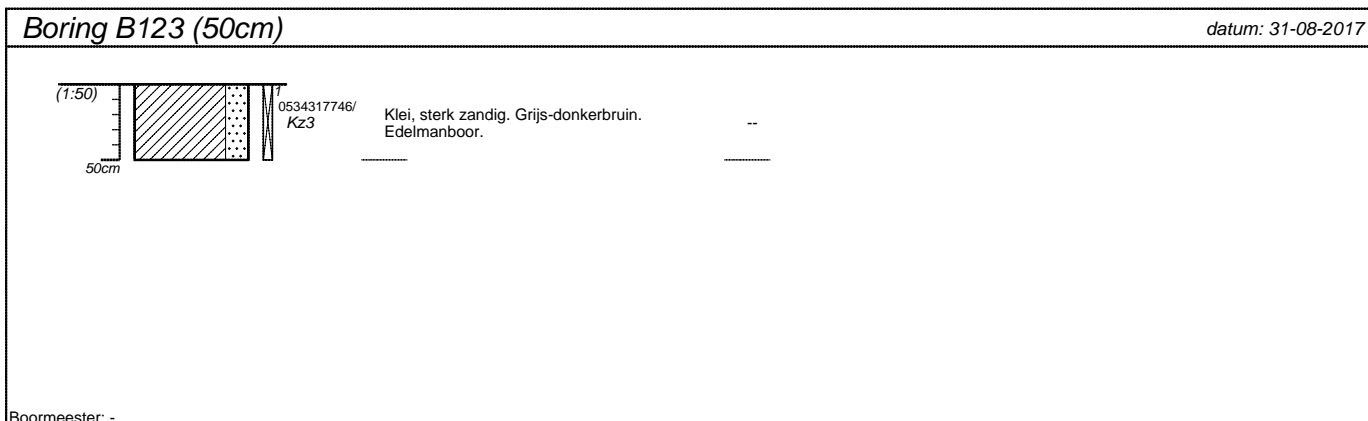 Boring B123 (50cm)
datum: 31-08-2017
(1:50)
1
0534317746/
Kz3
Klei, sterk zandig. Grijs-donkerbruin.
Edelmanboor.
--
50cm
Boormeester: -